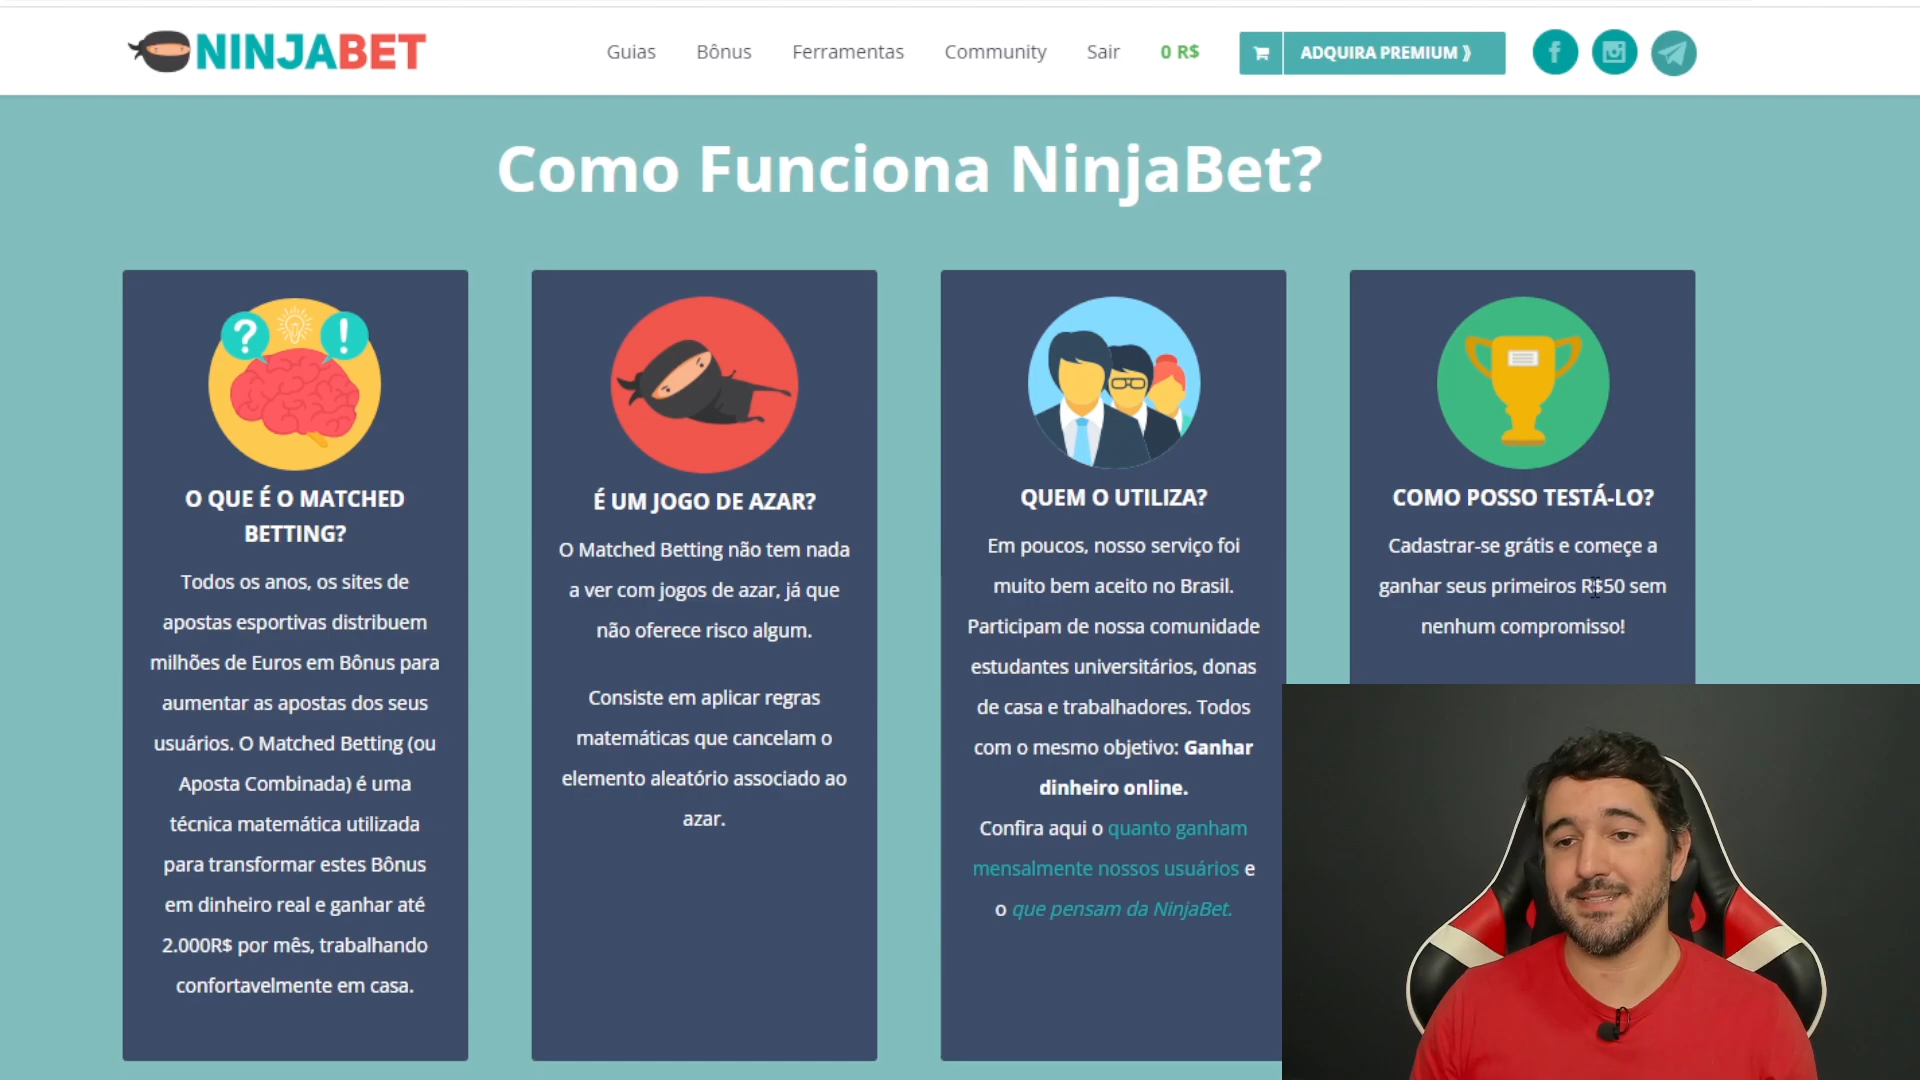 NINJABET
Guias
Bônus
Ferramentas
Community
Sair
0 R$
ADQUIRA PREMIUM ⟫
Como Funciona NinjaBet?
O QUE É O MATCHED
BETTING?
Todos os anos, os sites de
apostas esportivas distribuem
milhões de Euros em Bônus para
aumentar as apostas dos seus
usuários. O Matched Betting (ou
Aposta Combinada) é uma
técnica matemática utilizada
para transformar estes Bônus
em dinheiro real e ganhar até
2.000R$ por mês, trabalhando
confortavelmente em casa.
É UM JOGO DE AZAR?
O Matched Betting não tem nada
a ver com jogos de azar, já que
não oferece risco algum.
Consiste em aplicar regras
matemáticas que cancelam o
elemento aleatório associado ao
azar.
QUEM O UTILIZA?
Em poucos, nosso serviço foi
muito bem aceito no Brasil.
Participam de nossa comunidade
estudantes universitários, donas
de casa e trabalhadores. Todos
com o mesmo objetivo: Ganhar
dinheiro online.
Confira aqui o quanto ganham
mensalmente nossos usuários e
o que pensam da NinjaBet.
COMO POSSO TESTÁ-LO?
Cadastrar-se grátis e começe a
ganhar seus primeiros R$50 sem
nenhum compromisso!